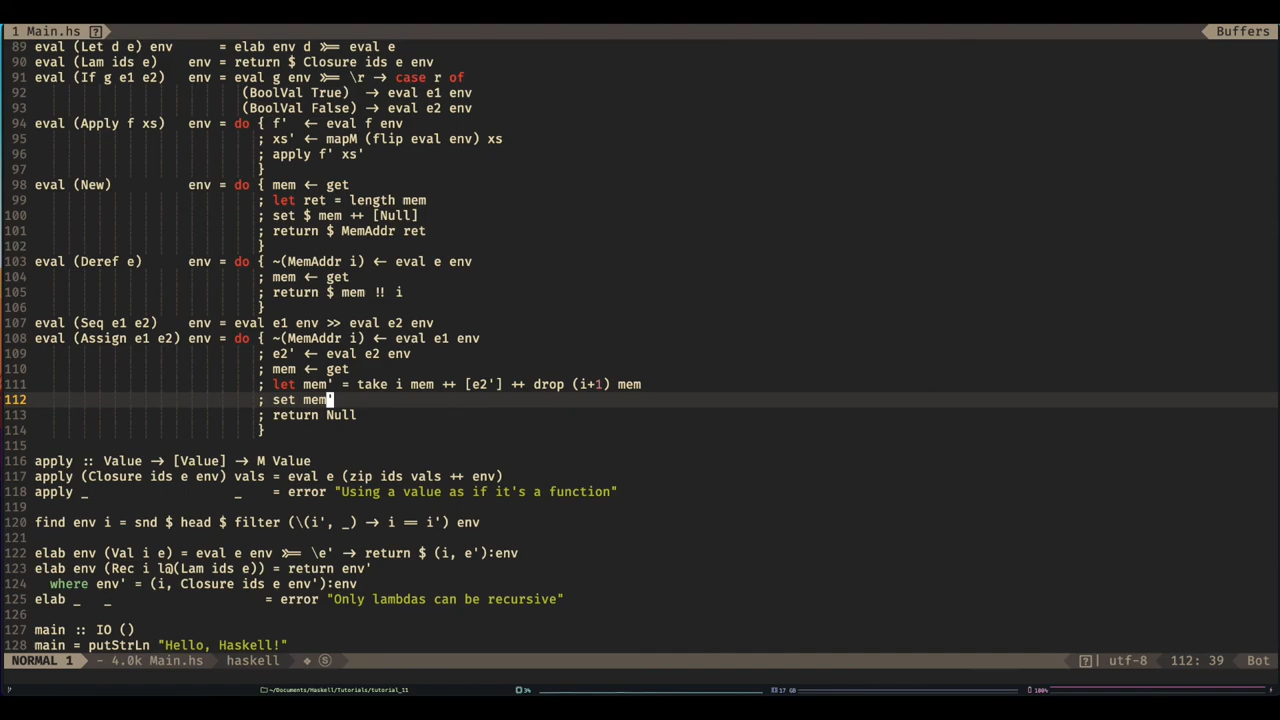 1 Main.hs [?] Buffers
89 eval (Let d e) env = elab env d >>= eval e
90 eval (Lam ids e) env = return $ Closure ids e env
91 eval (If g e1 e2) env = eval g env >>= \r → case r of
92 (BoolVal True) → eval e1 env
93 (BoolVal False) → eval e2 env
94 eval (Apply f xs) env = do { f' ← eval f env
95 ; xs' ← mapM (flip eval env) xs
96 ; apply f' xs'
97 }
98 eval (New) env = do { mem ← get
99 ; let ret = length mem
100 ; set $ mem ++ [Null]
101 ; return $ MemAddr ret
102 }
103 eval (Deref e) env = do { ~(MemAddr i) ← eval e env
104 ; mem ← get
105 ; return $ mem !! i
106 }
107 eval (Seq e1 e2) env = eval e1 env >> eval e2 env
108 eval (Assign e1 e2) env = do { ~(MemAddr i) ← eval e1 env
109 ; e2' ← eval e2 env
110 ; mem ← get
111 ; let mem' = take i mem ++ [e2'] ++ drop (i+1) mem
112 ; set mem'
113 ; return Null
114 }
115
116 apply :: Value → [Value] → M Value
117 apply (Closure ids e env) vals = eval e (zip ids vals ++ env)
118 apply _ _ = error "Using a value as if it's a function"
119
120 find env i = snd $ head $ filter (\(i', _) → i == i') env
121
122 elab env (Val i e) = eval e env >>= \e' → return $ (i, e'):env
123 elab env (Rec i l@(Lam ids e)) = return env'
124 where env' = (i, Closure ids e env'):env
125 elab _ _ = error "Only lambdas can be recursive"
126
127 main :: IO ()
128 main = putStrLn "Hello, Haskell!"
NORMAL 1 - 4.0k Main.hs haskell ◆ Ⓢ [?] utf-8 112: 39 Bot
~/Documents/Haskell/Tutorials/tutorial_11 3% 17 GB 100%